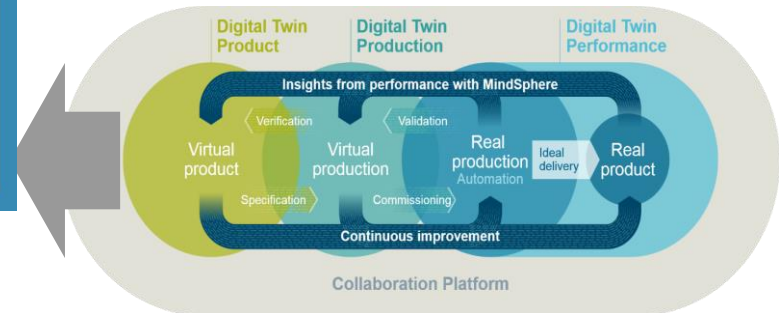 Digital Twin
Product
Digital Twin
Production
Digital Twin
Performance
Insights from performance with MindSphere
Verification
Validation
Virtual
product
Virtual
production
Real
production
Automation
Ideal
delivery
Real
product
Specification
Commissioning
Continuous improvement
Collaboration Platform